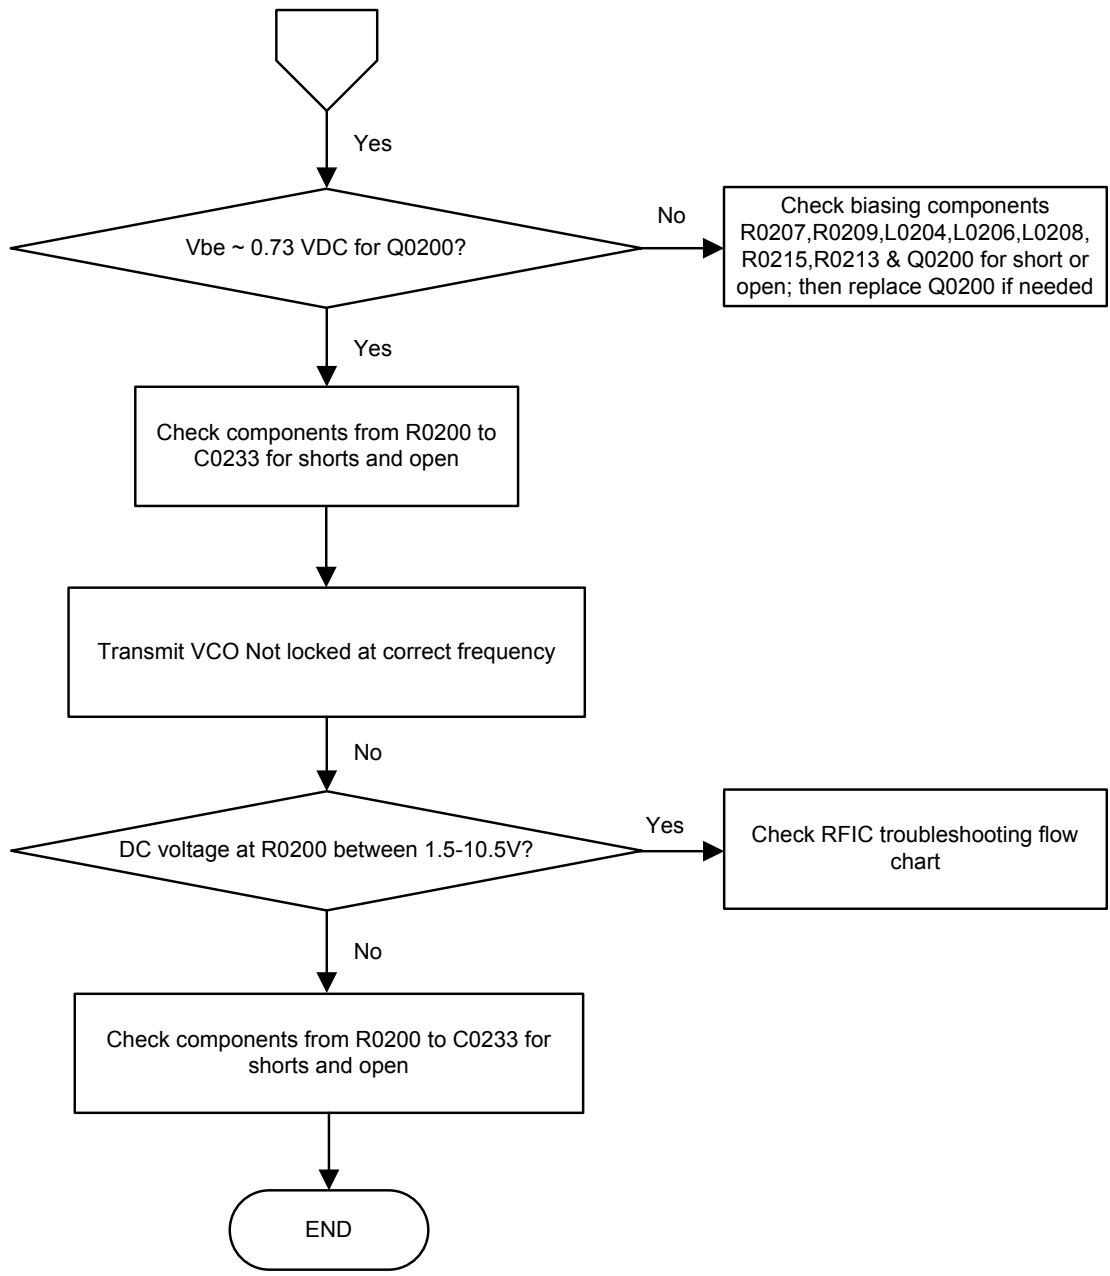 Yes
Vbe ~ 0.73 VDC for Q0200?
No
Check biasing components
R0207,R0209,L0204,L0206,L0208,
R0215,R0213 & Q0200 for short or
open; then replace Q0200 if needed
Yes
Check components from R0200 to
C0233 for shorts and open
Transmit VCO Not locked at correct frequency
No
DC voltage at R0200 between 1.5-10.5V?
Yes
Check RFIC troubleshooting flow
chart
No
Check components from R0200 to C0233 for
shorts and open
END